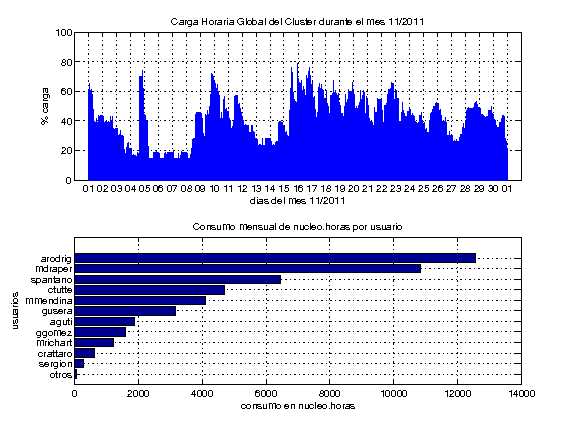 Carga Horaria Global del Cluster durante el mes 11/2011
100
80
60
40
20
0
% carga
01 02 03 04 05 06 07 08 09 10 11 12 13 14 15 16 17 18 19 20 21 22 23 24 25 26 27 28 29 30 01
dias del mes 11/2011
Consumo mensual de nucleo.horas por usuario
arodrig
mdraper
spantano
ctutte
mmendina
gusera
aguti
ggomez
mrichart
crattaro
sergion
otros
usuarios
0 2000 4000 6000 8000 10000 12000 14000
consumo en nucleo.horas